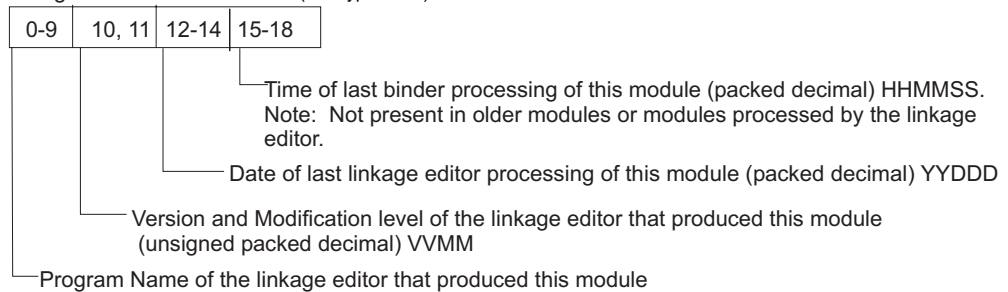 0-9 10, 11 12-14 15-18
Time of last binder processing of this module (packed decimal) HHMMSS.
Note: Not present in older modules or modules processed by the linkage
editor.
Date of last linkage editor processing of this module (packed decimal) YYDDD
Version and Modification level of the linkage editor that produced this module
(unsigned packed decimal) VVMM
Program Name of the linkage editor that produced this module